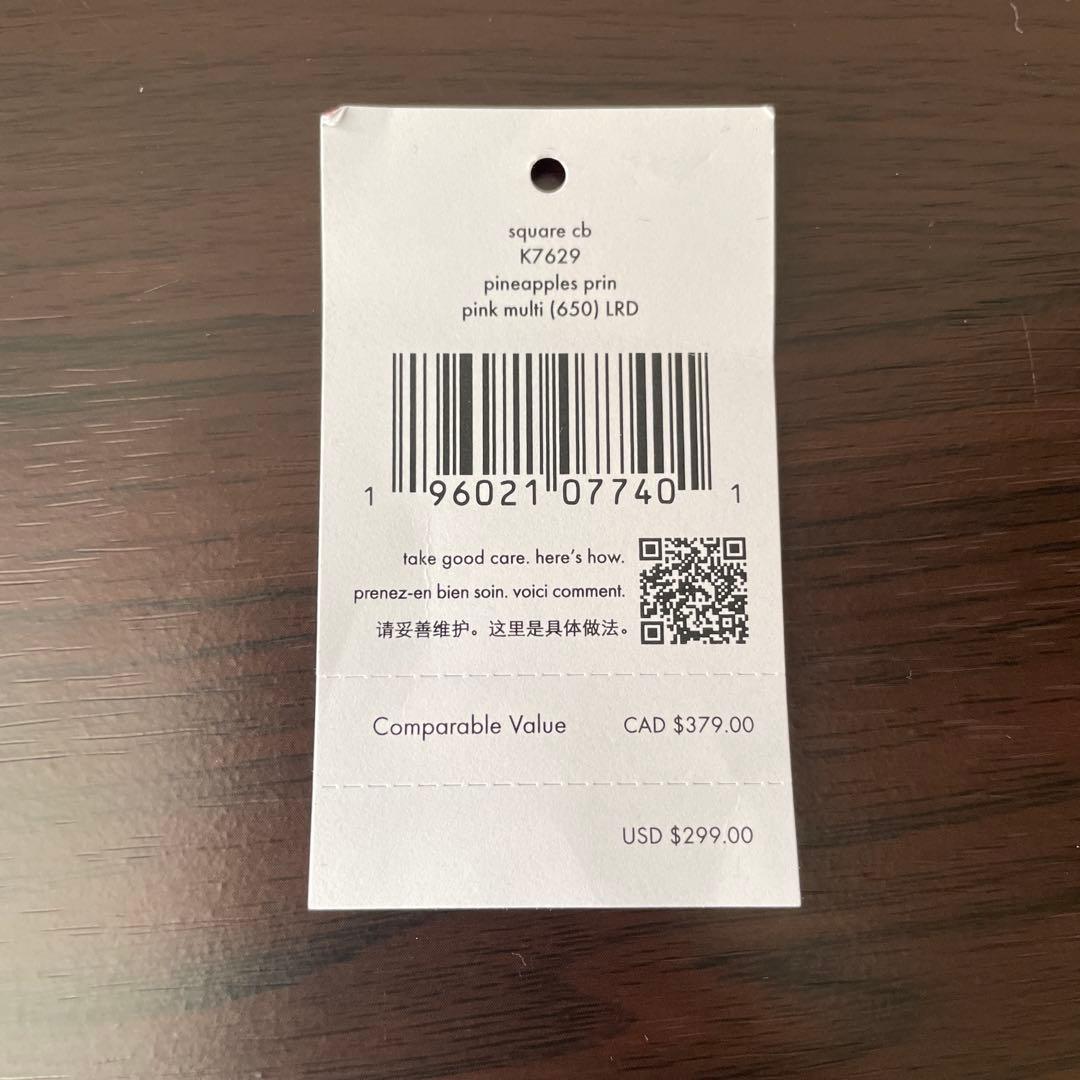 square cb
K7629
pineapples prin
pink multi (650) LRD
1 96021 07740 1
take good care. here's how.
prenez-en bien soin. voici comment.
请妥善维护。这里是具体做法。
Comparable Value CAD $379.00
USD $299.00